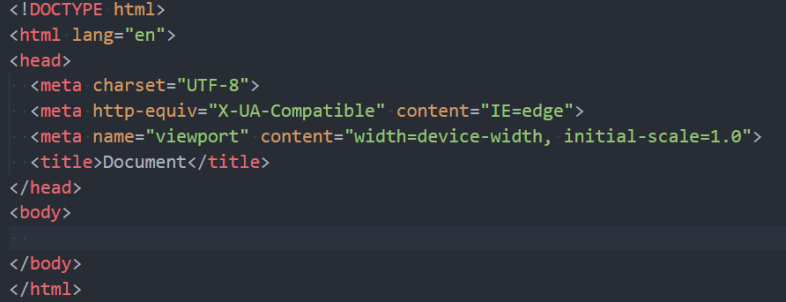 <!DOCTYPE html>
<html lang="en">
<head>
  <meta charset="UTF-8">
  <meta http-equiv="X-UA-Compatible" content="IE=edge">
  <meta name="viewport" content="width=device-width, initial-scale=1.0">
  <title>Document</title>
</head>
<body>

</body>
</html>